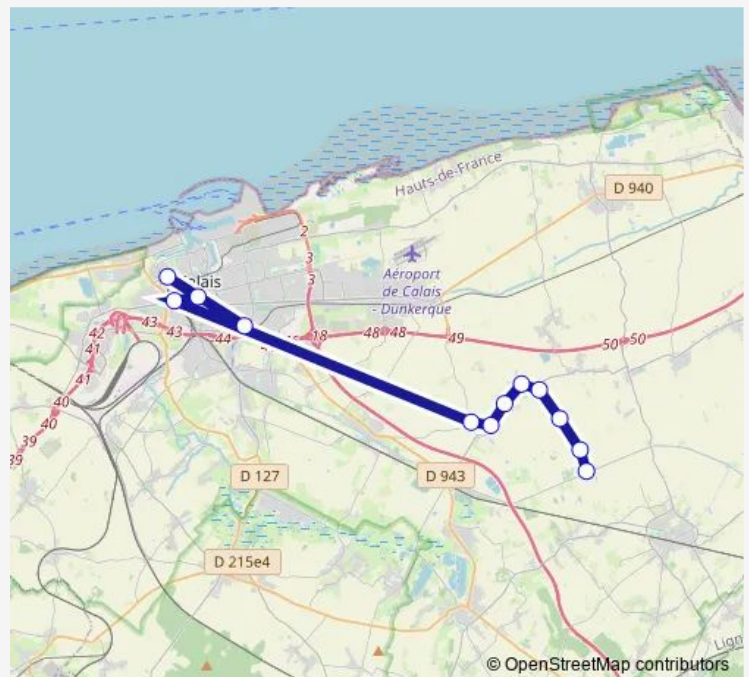 Hauts-de-France
D 940
2
3
3
Calais
Aéroport
de Calais
- Dunkerque
42
43
43
44
18
48
48
49
50
50
41
41
40
40
39
39
D 127
D 943
D 215e4
© OpenStreetMap contributors